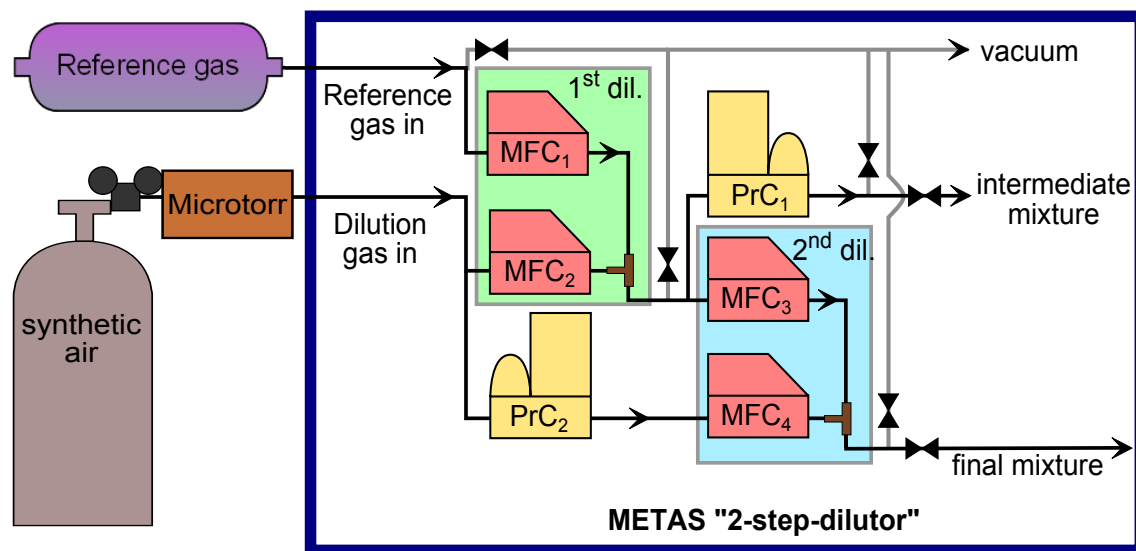 Reference gas
Reference
gas in
1st dil.
vacuum
MFC1
PrC1
intermediate
mixture
Microtorr
Dilution
gas in
MFC2
2nd dil.
MFC3
synthetic
air
PrC2
MFC4
final mixture
METAS "2-step-dilutor"